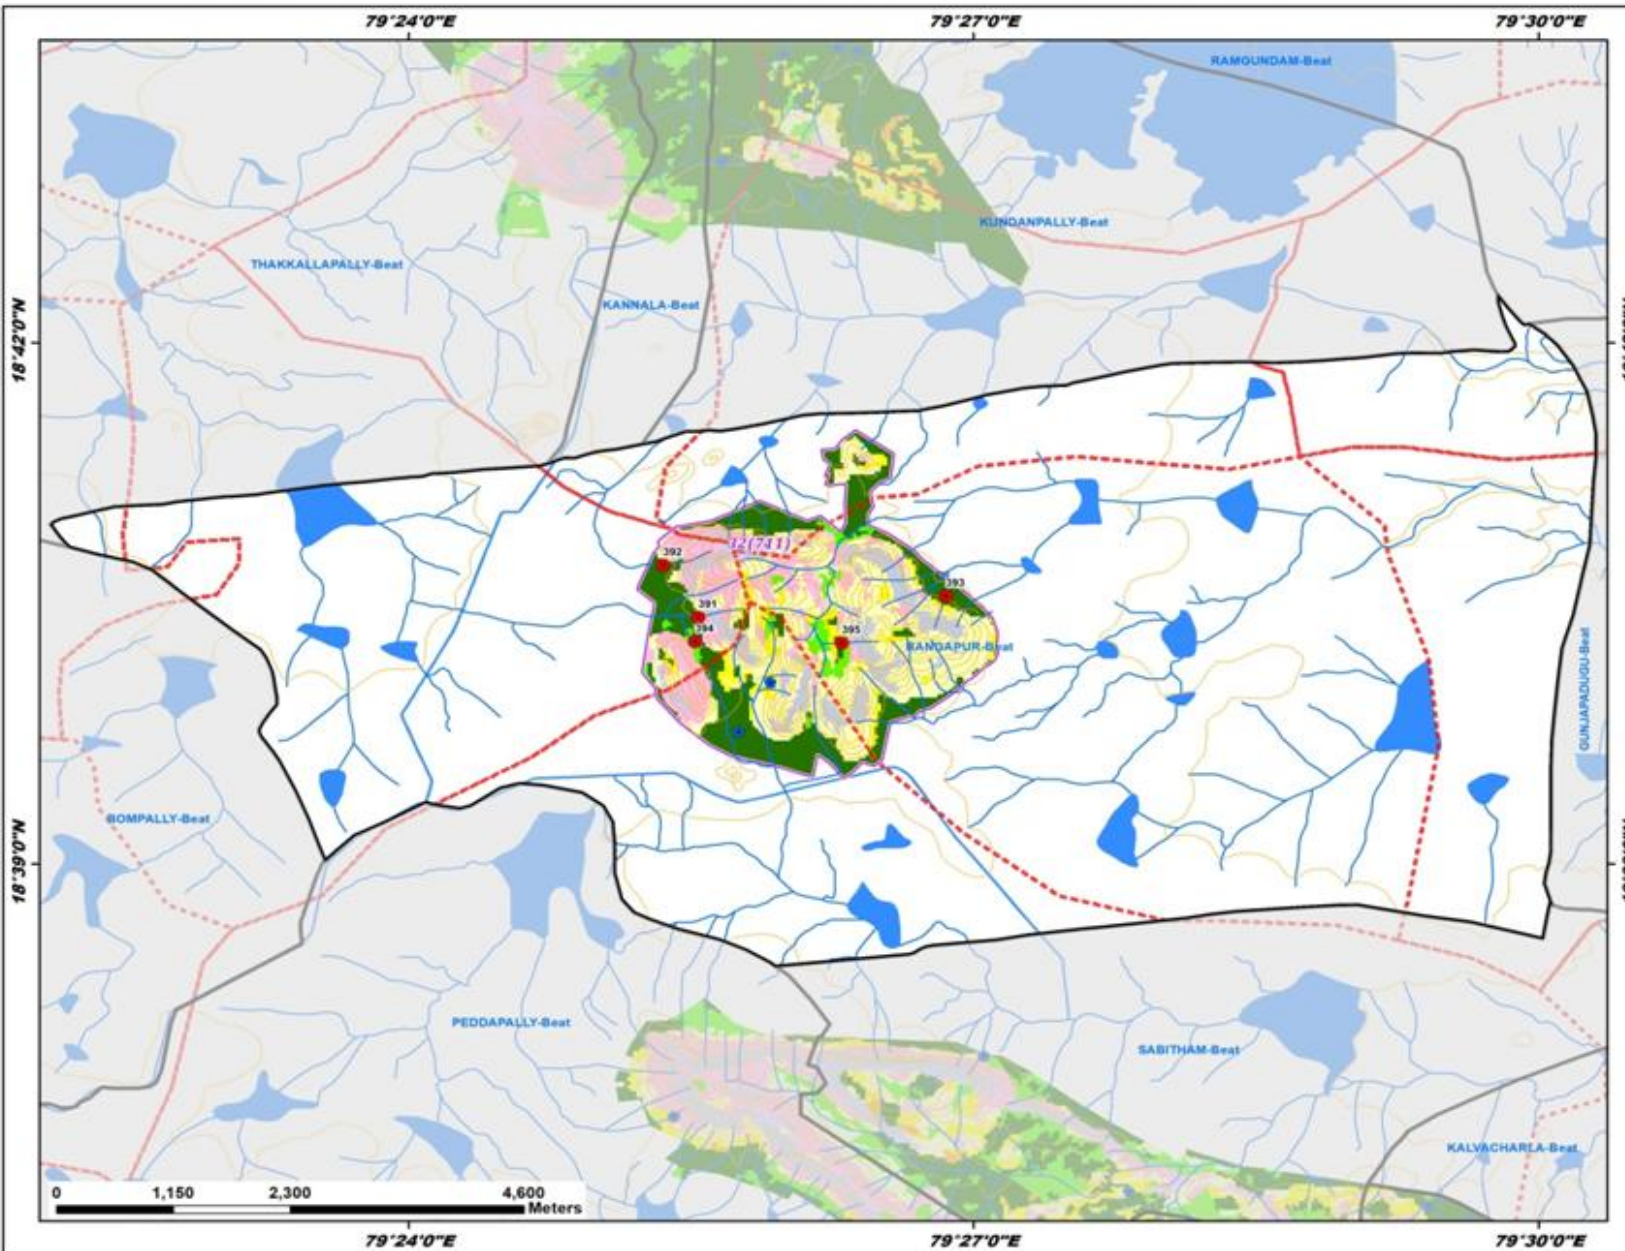 79°24'0"E 79°27'0"E 79°30'0"E
RAMGUNDAM-Beat
KUNDANPALLY-Beat
THAKKALLAPALLY-Beat
KANNALA-Beat
18°42'0"N
32(711)
392
393
391
394
395
GUNJAPADUGU-Beat
BOMPALLY-Beat
18°39'0"N
PEDDAPALLY-Beat
SABITHAM-Beat
KALVACHARLA-Beat
0 1,150 2,300 4,600
Meters
79°24'0"E 79°27'0"E 79°30'0"E